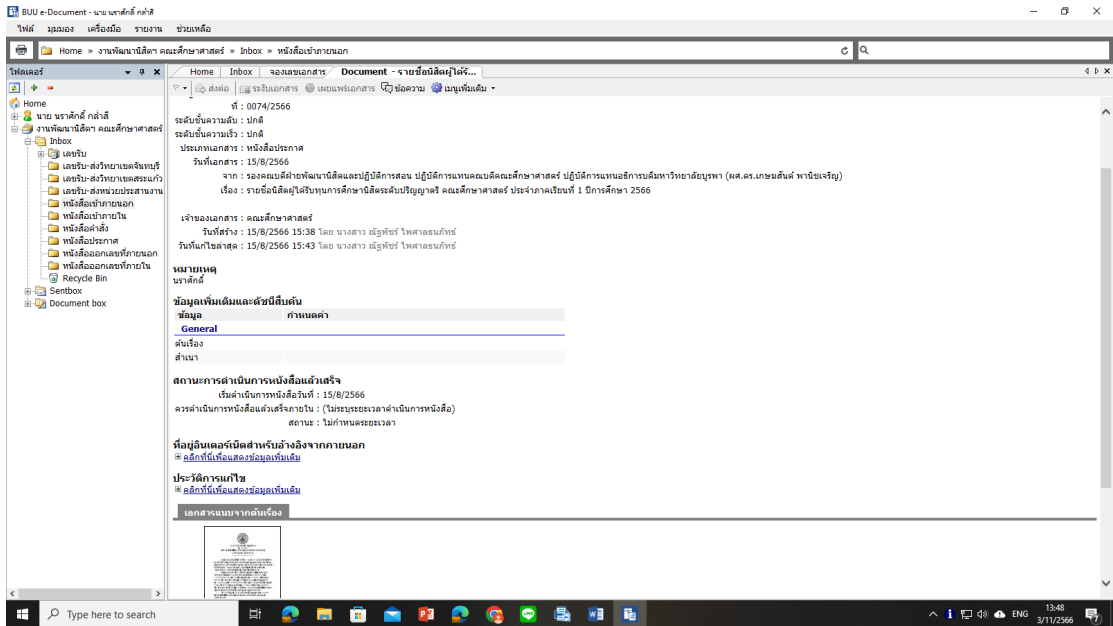 BUU e-Document - นาย นราศักดิ์ กล่ำสี
ไฟล์ มุมมอง เครื่องมือ รายงาน ช่วยเหลือ
Home » งานพัฒนานิสิตฯ คณะศึกษาศาสตร์ » Inbox » หนังสือเข้าภายนอก
โฟลเดอร์
Home Inbox จองเลขเอกสาร Document - รายชื่อนิสิตผู้ได้รั...
ส่งต่อ ระงับเอกสาร เผยแพร่เอกสาร ข้อความ เมนูเพิ่มเติม
Home
นาย นราศักดิ์ กล่ำสี
งานพัฒนานิสิตฯ คณะศึกษาศาสตร์
Inbox
เลขรับ
เลขรับ-ส่งวิทยาเขตจันทบุรี
เลขรับ-ส่งวิทยาเขตสระแก้ว
เลขรับ-ส่งหน่วยประสานงาน
หนังสือเข้าภายนอก
หนังสือเข้าภายใน
หนังสือคำสั่ง
หนังสือประกาศ
หนังสือออกเลขที่ภายนอก
หนังสือออกเลขที่ภายใน
Recycle Bin
Sentbox
Document box
ที่ : 0074/2566
ระดับชั้นความลับ : ปกติ
ระดับชั้นความเร็ว : ปกติ
ประเภทเอกสาร : หนังสือประกาศ
วันที่เอกสาร : 15/8/2566
จาก : รองคณบดีฝ่ายพัฒนานิสิตและปฏิบัติการสอน ปฏิบัติการแทนคณบดีคณะศึกษาศาสตร์ ปฏิบัติการแทนอธิการบดีมหาวิทยาลัยบูรพา (ผศ.ดร.เกษมสันต์ พานิชเจริญ)
เรื่อง : รายชื่อนิสิตผู้ได้รับทุนการศึกษานิสิตระดับปริญญาตรี คณะศึกษาศาสตร์ ประจำภาคเรียนที่ 1 ปีการศึกษา 2566
เจ้าของเอกสาร : คณะศึกษาศาสตร์
วันที่สร้าง : 15/8/2566 15:38 โดย นางสาว ณัฐพัชร์ ไพศาลธนภัทร์
วันที่แก้ไขล่าสุด : 15/8/2566 15:43 โดย นางสาว ณัฐพัชร์ ไพศาลธนภัทร์
หมายเหตุ
นราศักดิ์
ข้อมูลเพิ่มเติมและดัชนีสืบค้น
ข้อมูล กำหนดค่า
General
ต้นเรื่อง
สำเนา
สถานะการดำเนินการหนังสือแล้วเสร็จ
เริ่มดำเนินการหนังสือวันที่ : 15/8/2566
ควรดำเนินการหนังสือแล้วเสร็จภายใน : (ไม่ระบุระยะเวลาดำเนินการหนังสือ)
สถานะ : ไม่กำหนดระยะเวลา
ที่อยู่อินเตอร์เน็ตสำหรับอ้างอิงจากภายนอก
คลิกที่นี่เพื่อแสดงข้อมูลเพิ่มเติม
ประวัติการแก้ไข
คลิกที่นี่เพื่อแสดงข้อมูลเพิ่มเติม
เอกสารแนบจากต้นเรื่อง
Type here to search
ENG
13:48
3/11/2566